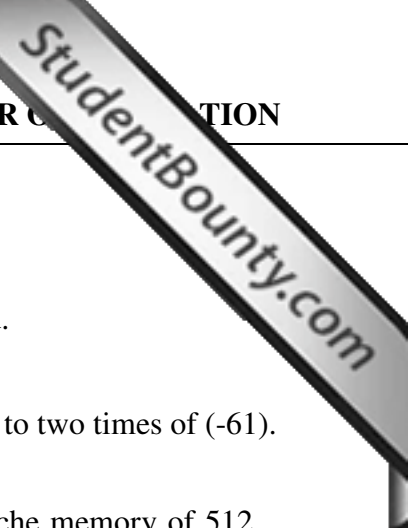 StudentBounty.com
R O TION
.
to two times of (-61).
che memory of 512